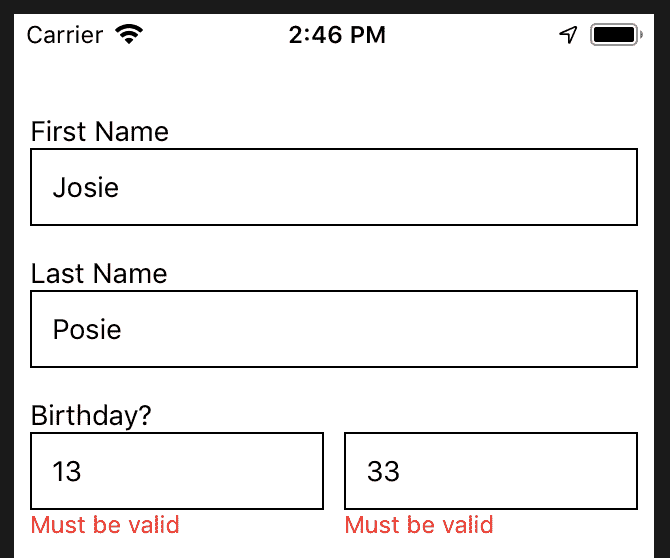 Carrier 2:46 PM
First Name
Josie
Last Name
Posie
Birthday?
13 33
Must be valid Must be valid